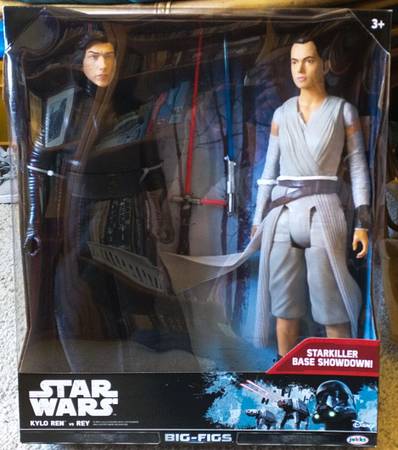 3+
STARKILLER
BASE SHOWDOWN!
STAR
WARS
KYLO REN vs REY
Disney
BIG-FIGS
JAKKS